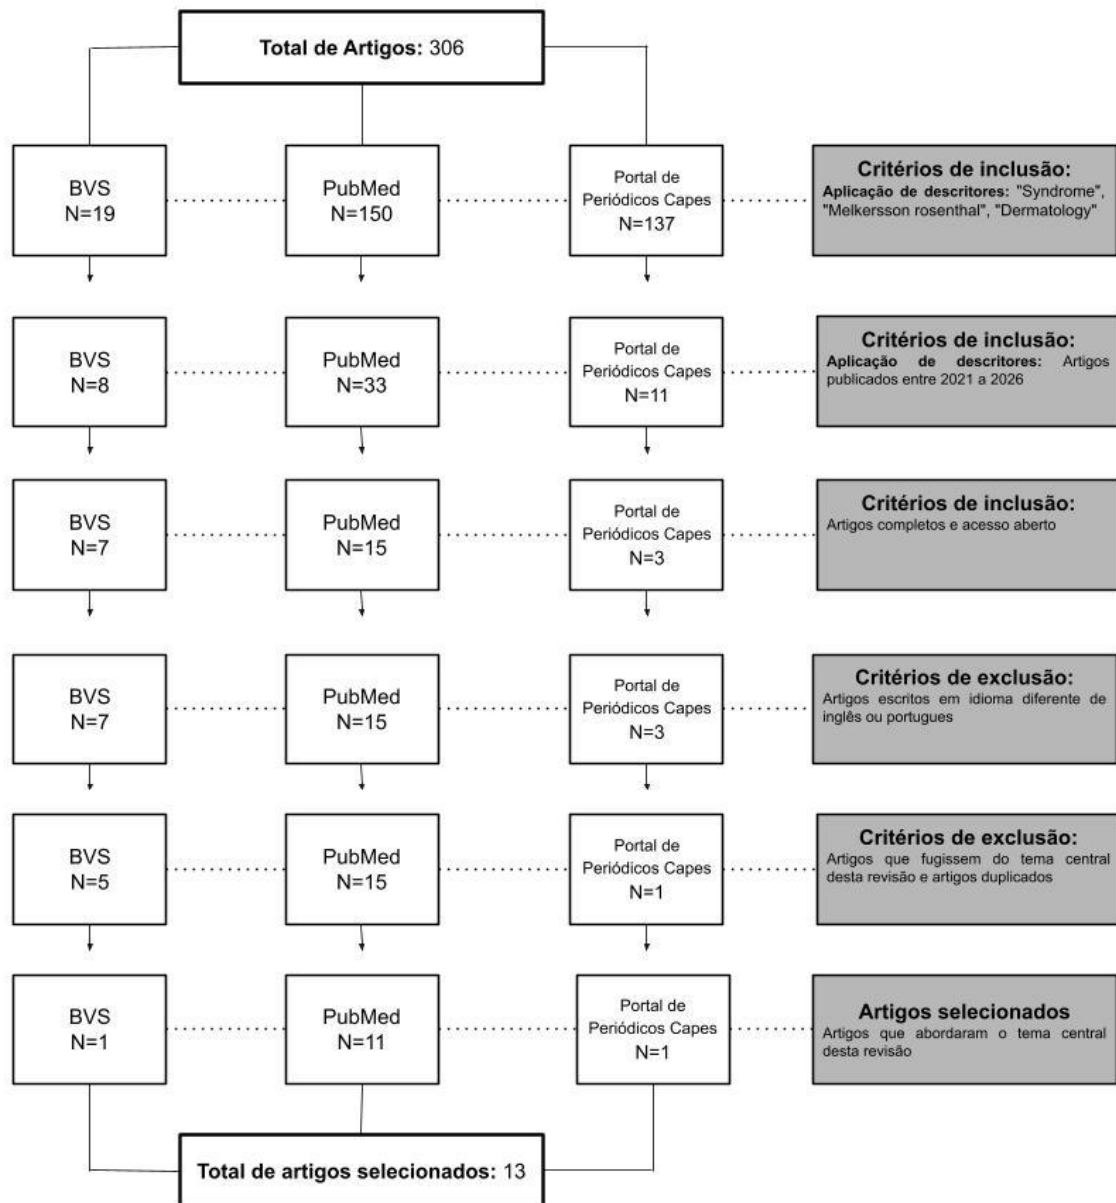 Total de Artigos: 306
BVS
N=19
PubMed
N=150
Portal de
Periódicos Capes
N=137
Critérios de inclusão:
Aplicação de descritores: "Syndrome",
"Melkersson rosenthal", "Dermatology"
BVS
N=8
PubMed
N=33
Portal de
Periódicos Capes
N=11
Critérios de inclusão:
Aplicação de descritores: Artigos
publicados entre 2021 a 2026
BVS
N=7
PubMed
N=15
Portal de
Periódicos Capes
N=3
Critérios de inclusão:
Artigos completos e acesso aberto
BVS
N=7
PubMed
N=15
Portal de
Periódicos Capes
N=3
Critérios de exclusão:
Artigos escritos em idioma diferente de
inglês ou portugues
BVS
N=5
PubMed
N=15
Portal de
Periódicos Capes
N=1
Critérios de exclusão:
Artigos que fugissem do tema central
desta revisão e artigos duplicados
BVS
N=1
PubMed
N=11
Portal de
Periódicos Capes
N=1
Artigos selecionados
Artigos que abordaram o tema central
desta revisão
Total de artigos selecionados: 13